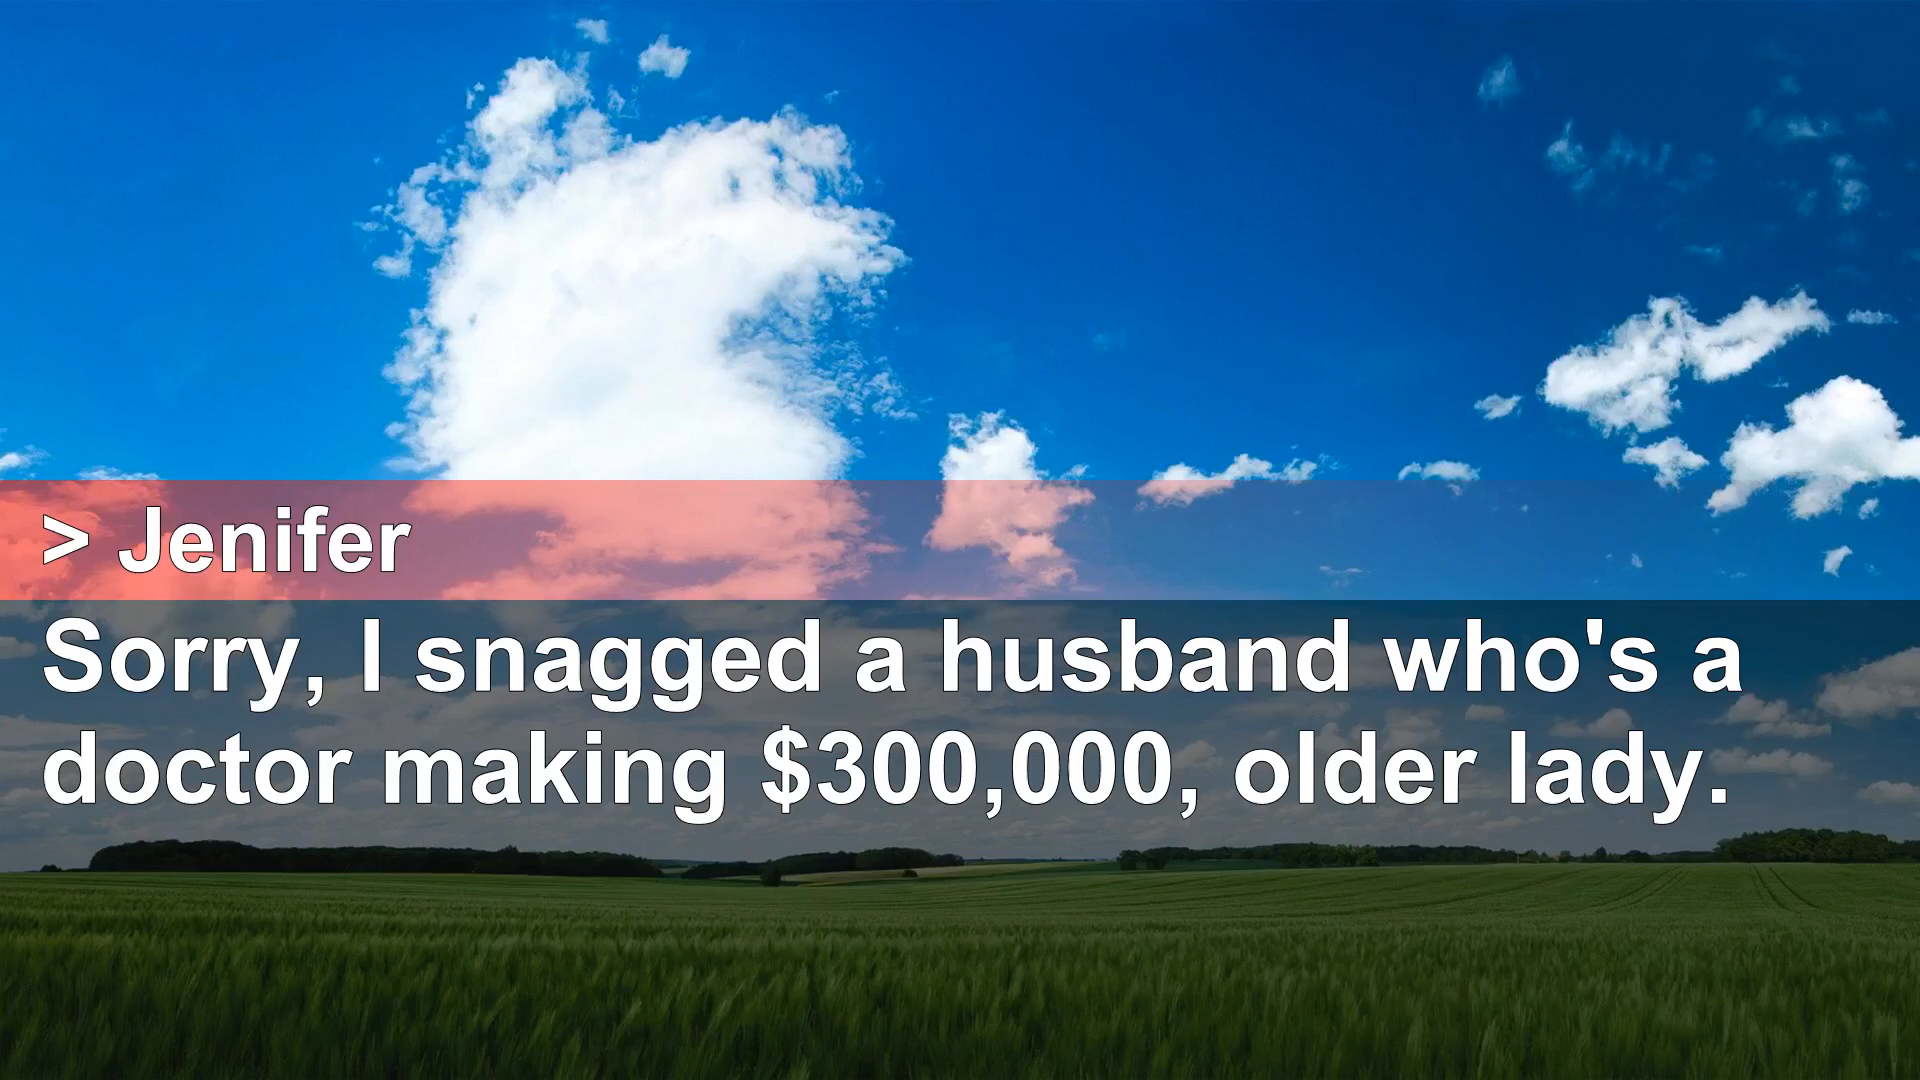 > Jenifer
Sorry, I snagged a husband who's a
doctor making $300,000, older lady.